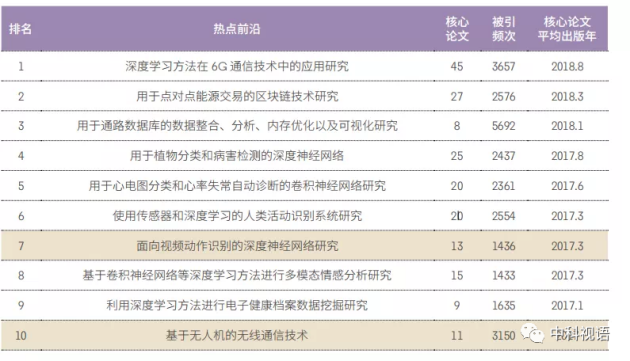 排名 热点前沿 核心论文 被引频次 核心论文平均出版年
1 深度学习方法在6G通信技术中的应用研究 45 3657 2018.8
2 用于点对点能源交易的区块链技术研究 27 2576 2018.3
3 用于通路数据库的数据整合、分析、内存优化以及可视化研究 8 5692 2018.1
4 用于植物分类和病害检测的深度神经网络 25 2437 2017.8
5 用于心电图分类和心率失常自动诊断的卷积神经网络研究 20 2361 2017.6
6 使用传感器和深度学习的人类活动识别系统研究 20 2554 2017.3
7 面向视频动作识别的深度神经网络研究 13 1436 2017.3
8 基于卷积神经网络等深度学习方法进行多模态情感分析研究 15 1433 2017.3
9 利用深度学习方法进行电子健康档案数据挖掘研究 9 1635 2017.1
10 基于无人机的无线通信技术 11 3150
中科视语